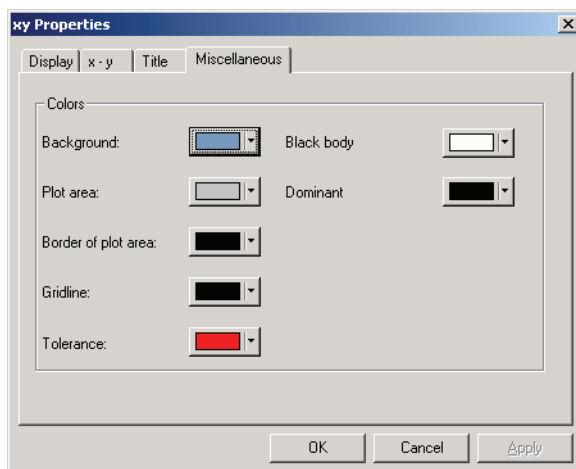 xy Properties
Display x - y Title Miscellaneous
Colors
Background: Black body
Plot area: Dominant
Border of plot area:
Gridline:
Tolerance:
OK Cancel Apply